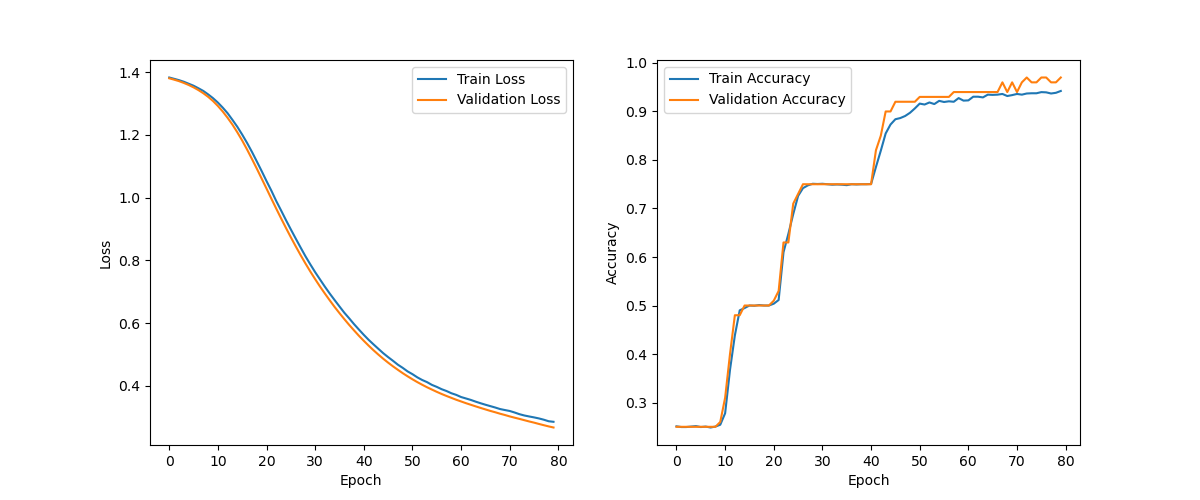 Train Loss
Validation Loss
1.4
1.2
1.0
0.8
0.6
0.4
Loss
0 10 20 30 40 50 60 70 80
Epoch
Train Accuracy
Validation Accuracy
1.0
0.9
0.8
0.7
0.6
0.5
0.4
0.3
Accuracy
0 10 20 30 40 50 60 70 80
Epoch